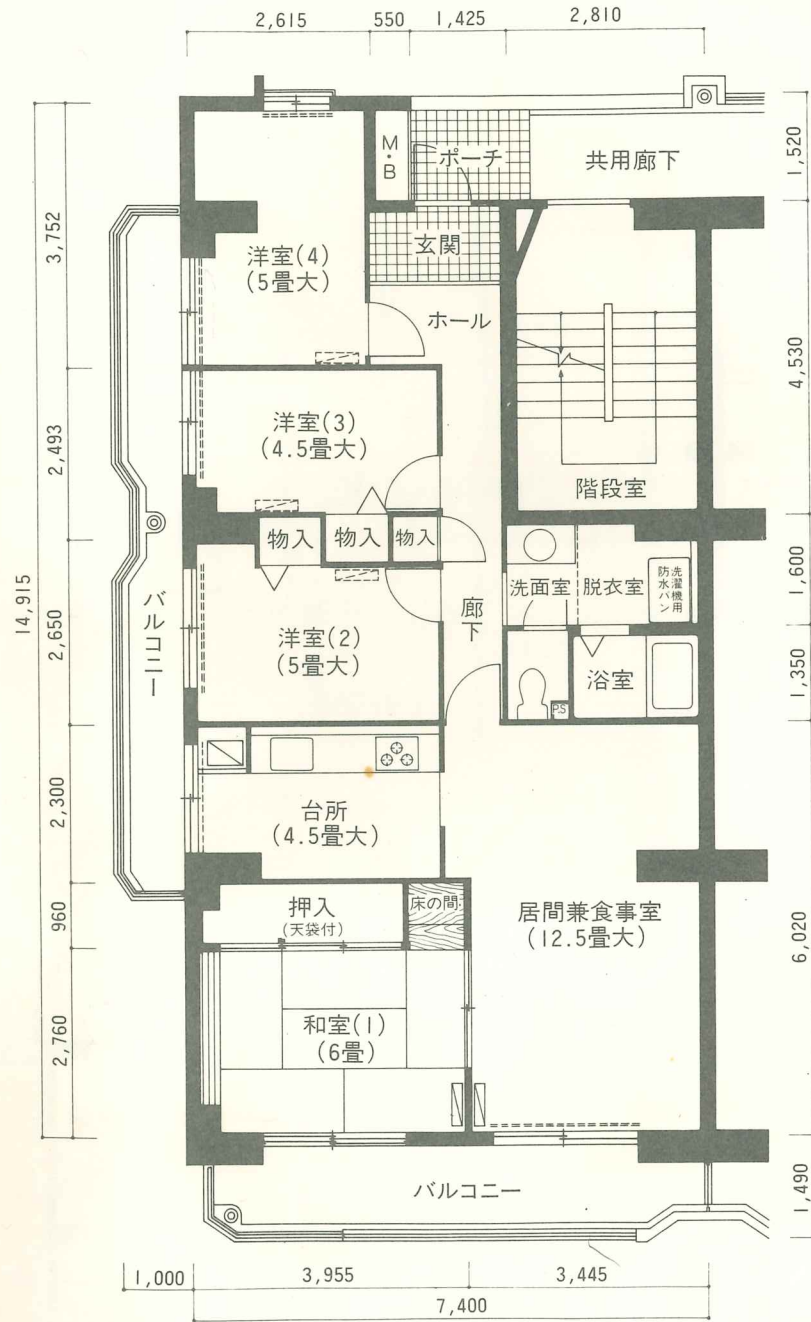 2,615
550
1,425
2,810
M・B
ポーチ
共用廊下
1,520
玄関
洋室(4)
(5畳大)
3,752
ホール
4,530
洋室(3)
(4.5畳大)
2,493
階段室
物入
物入
物入
洗面室
脱衣室
洗濯機用
防水パン
1,600
14,915
バルコニー
2,650
洋室(2)
(5畳大)
廊下
P.S
浴室
1,350
台所
(4.5畳大)
2,300
押入
(天袋付)
床の間
居間兼食事室
(12.5畳大)
960
6,020
和室(1)
(6畳)
2,760
バルコニー
1,490
1,000
3,955
3,445
7,400